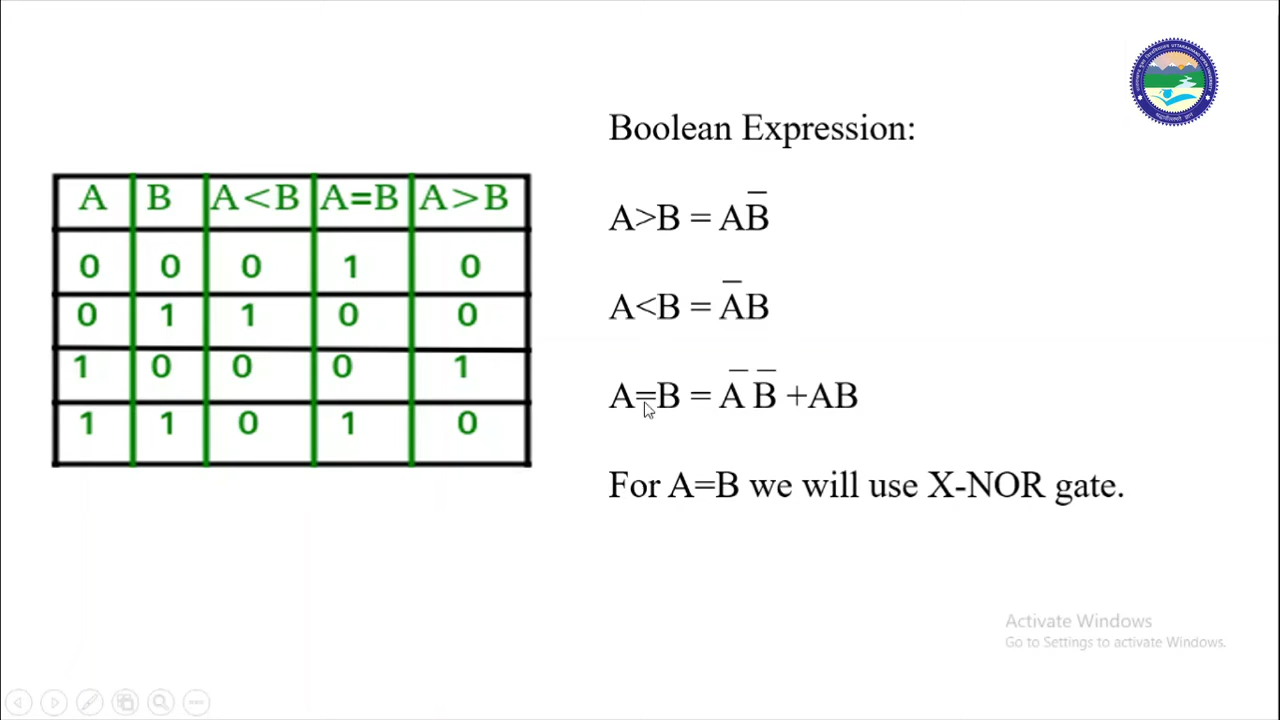 A B A<B A=B A>B
0 0 0 1 0
0 1 1 0 0
1 0 0 0 1
1 1 0 1 0
Boolean Expression:
A>B = AB̅
A<B = A̅B
A=B = A̅ B̅ +AB
For A=B we will use X-NOR gate.
Activate Windows
Go to Settings to activate Windows.